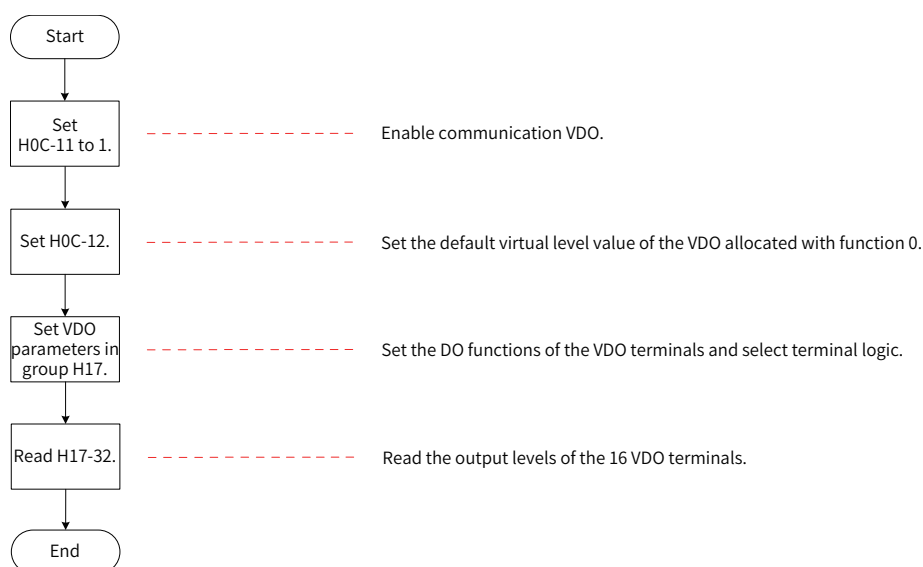 Start
Set
H0C-11 to 1.
Enable communication VDO.
Set H0C-12.
Set the default virtual level value of the VDO allocated with function 0.
Set VDO
parameters in
group H17.
Set the DO functions of the VDO terminals and select terminal logic.
Read H17-32.
Read the output levels of the 16 VDO terminals.
End